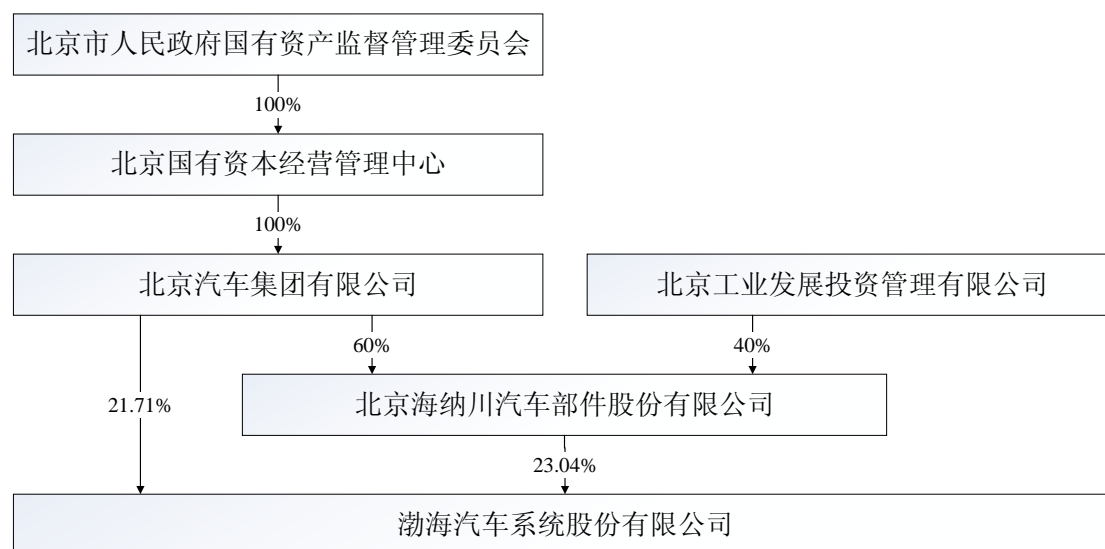 北京市人民政府国有资产监督管理委员会
100%
北京国有资本经营管理中心
100%
北京汽车集团有限公司
北京工业发展投资管理有限公司
60%
40%
21.71%
北京海纳川汽车部件股份有限公司
23.04%
渤海汽车系统股份有限公司